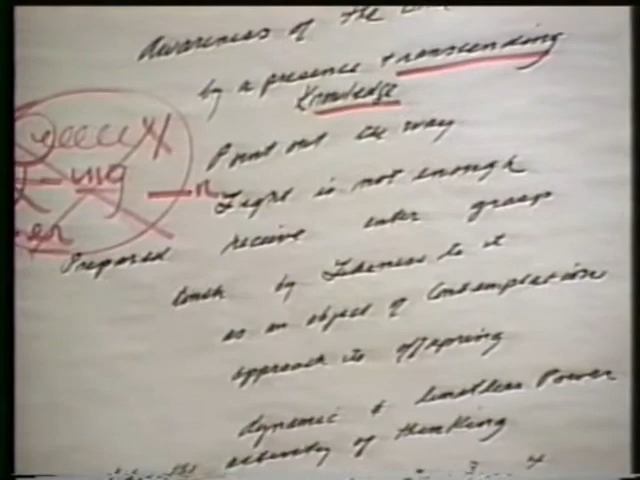 Awareness of the
by a presence transcending
Knowledge
Point out the way
Light is not enough
Prepared receive enter grasp
touch by Likeness to it
as an object of Contemplation
approach its offspring
dynamic & limitless Power
activity of thinking
3 4